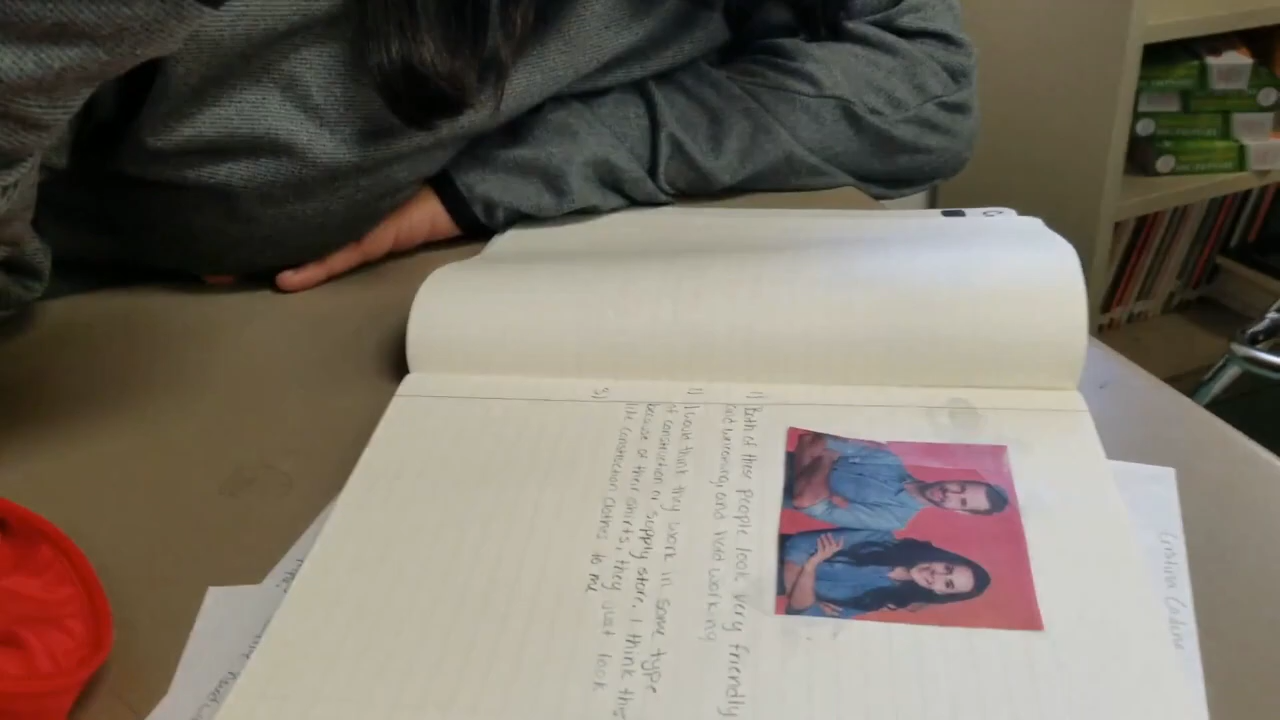 1) Both of these people look very friendly
and welcoming, and hard working
I would think they work in some type
of construction or supply store. I think this
because of their shirts, they just look
like construction clothes to me
3)